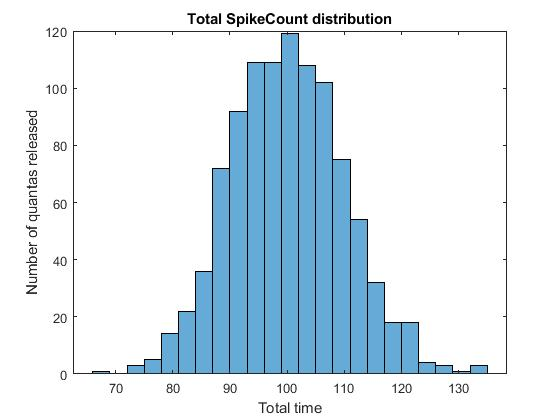 Total SpikeCount distribution
120
100
80
60
40
20
0
Number of quantas released
70 80 90 100 110 120 130
Total time